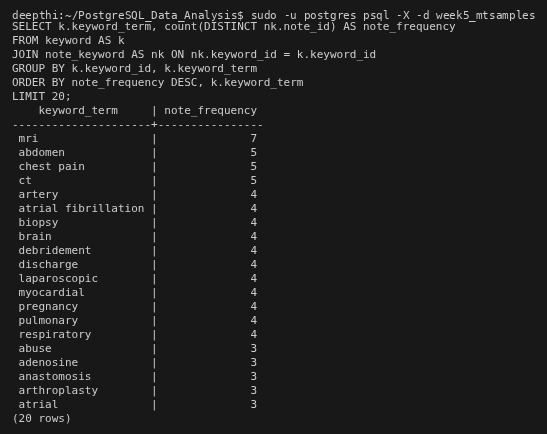 deepthi:~/PostgreSQL_Data_Analysis$ sudo -u postgres psql -X -d week5_mtsamples
SELECT k.keyword_term, count(DISTINCT nk.note_id) AS note_frequency
FROM keyword AS k
JOIN note_keyword AS nk ON nk.keyword_id = k.keyword_id
GROUP BY k.keyword_id, k.keyword_term
ORDER BY note_frequency DESC, k.keyword_term
LIMIT 20;
    keyword_term     | note_frequency
---------------------+----------------
 mri                 |              7
 abdomen             |              5
 chest pain          |              5
 ct                  |              5
 artery              |              4
 atrial fibrillation |              4
 biopsy              |              4
 brain               |              4
 debridement         |              4
 discharge           |              4
 laparoscopic        |              4
 myocardial          |              4
 pregnancy           |              4
 pulmonary           |              4
 respiratory         |              4
 abuse               |              3
 adenosine           |              3
 anastomosis         |              3
 arthroplasty        |              3
 atrial              |              3
(20 rows)